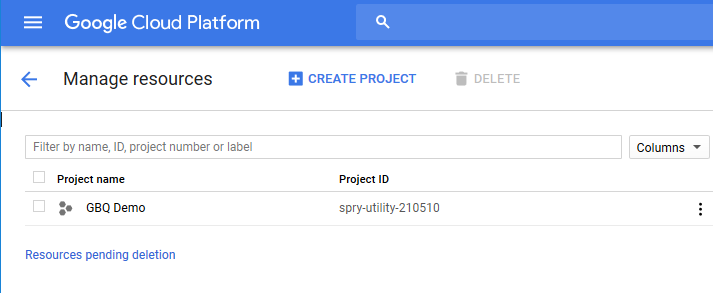 Google Cloud Platform
Manage resources CREATE PROJECT DELETE
Filter by name, ID, project number or label Columns
Project name Project ID
GBQ Demo spry-utility-210510
Resources pending deletion